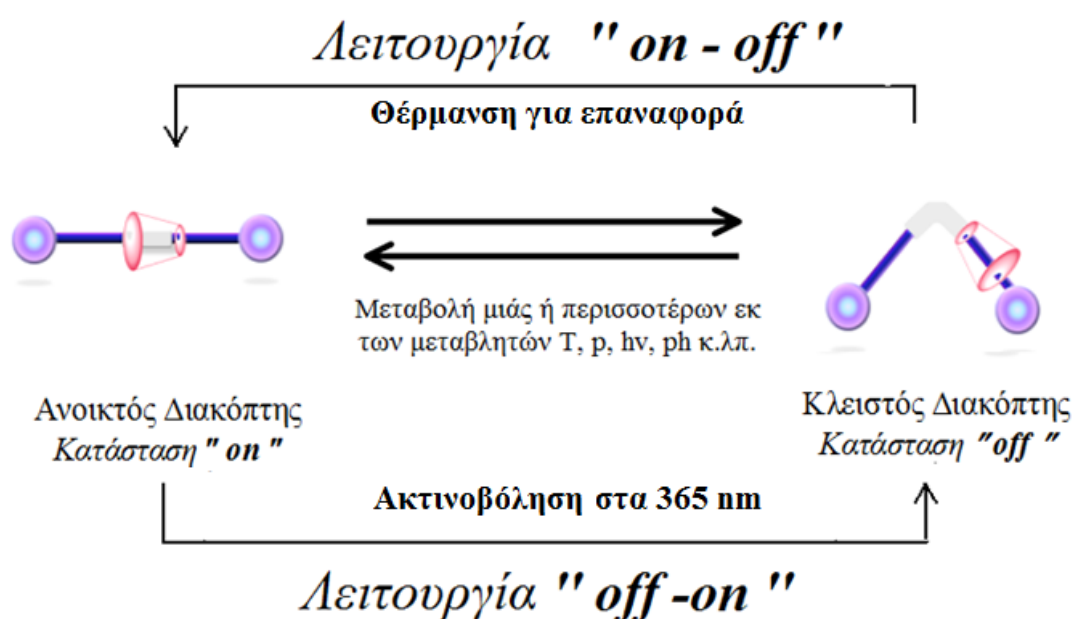 Λειτουργία " on - off "
Θέρμανση για επαναφορά
Μεταβολή μιάς ή περισσοτέρων εκ
των μεταβλητών T, p, hv, ph κ.λπ.
Ανοικτός Διακόπτης
Κατάσταση " on "
Κλειστός Διακόπτης
Κατάσταση "off "
Ακτινοβόληση στα 365 nm
Λειτουργία " off -on "